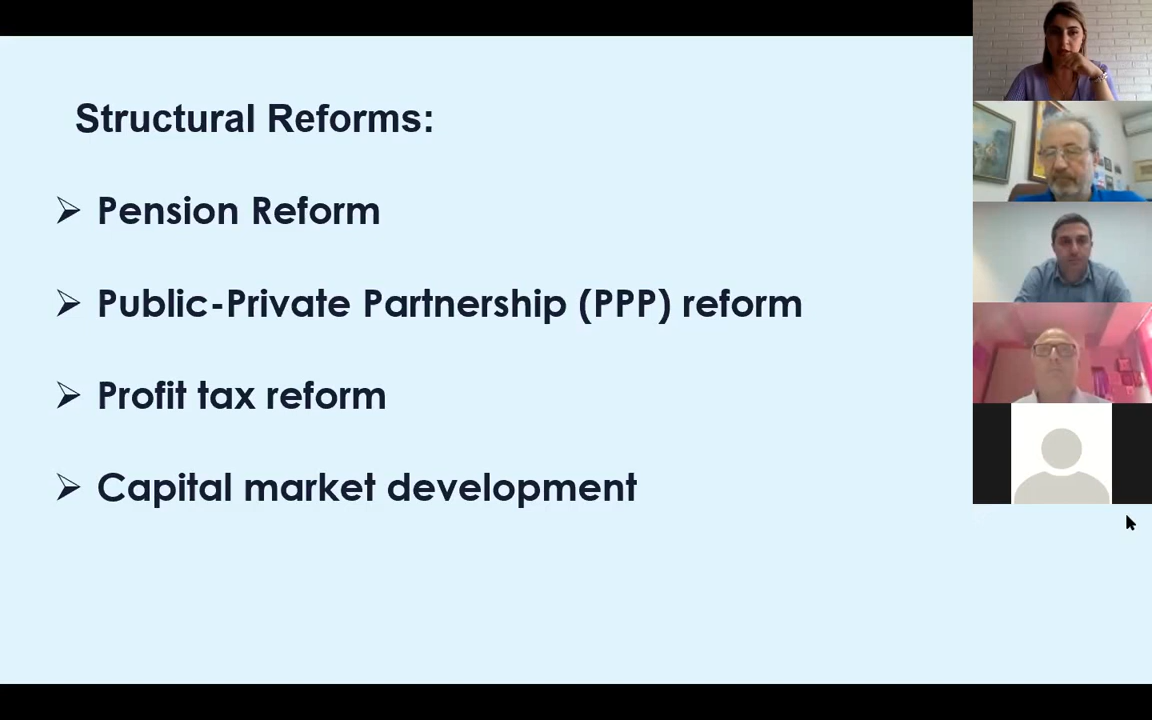 Structural Reforms:
➢ Pension Reform
➢ Public-Private Partnership (PPP) reform
➢ Profit tax reform
➢ Capital market development